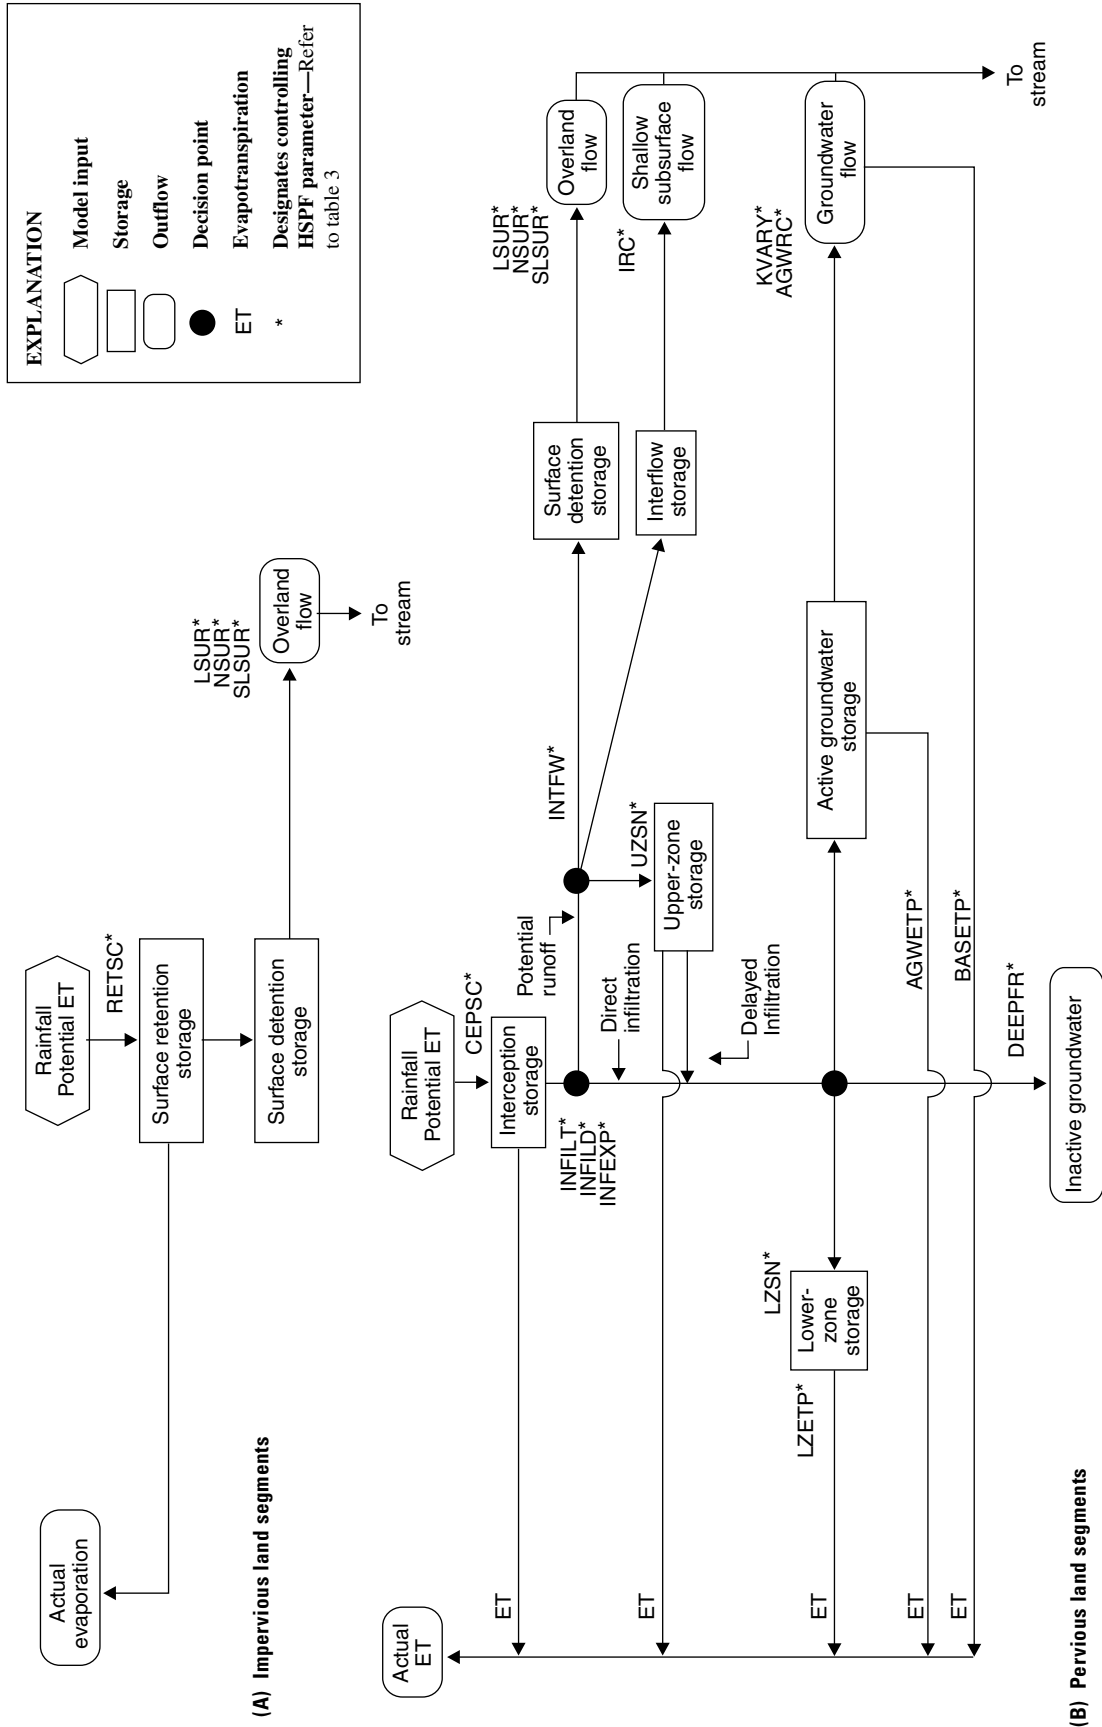 EXPLANATION
Model input
Storage
Outflow
Decision point
ET
Evapotranspiration
*
Designates controlling
HSPF parameter—Refer
to table 3
Actual
evaporation
Rainfall
Potential ET
RETSC*
Surface retention
storage
Surface detention
storage
LSUR*
NSUR*
SLSUR*
Overland
flow
To
stream
(A) Impervious land segments
Actual
ET
Rainfall
Potential ET
CEPSC*
Interception
storage
ET
INFILT*
INFILD*
INFEXP*
Potential
runoff
INTFW*
Surface
detention
storage
LSUR*
NSUR*
SLSUR*
Overland
flow
Direct
infiltration
UZSN*
Upper-zone
storage
Interflow
storage
IRC*
Shallow
subsurface
flow
ET
Delayed
Infiltration
LZSN*
LZETP*
Lower-
zone
storage
ET
Active groundwater
storage
KVARY*
AGWRC*
Groundwater
flow
To
stream
ET
AGWETP*
ET
BASETP*
DEEPFR*
Inactive groundwater
(B) Pervious land segments